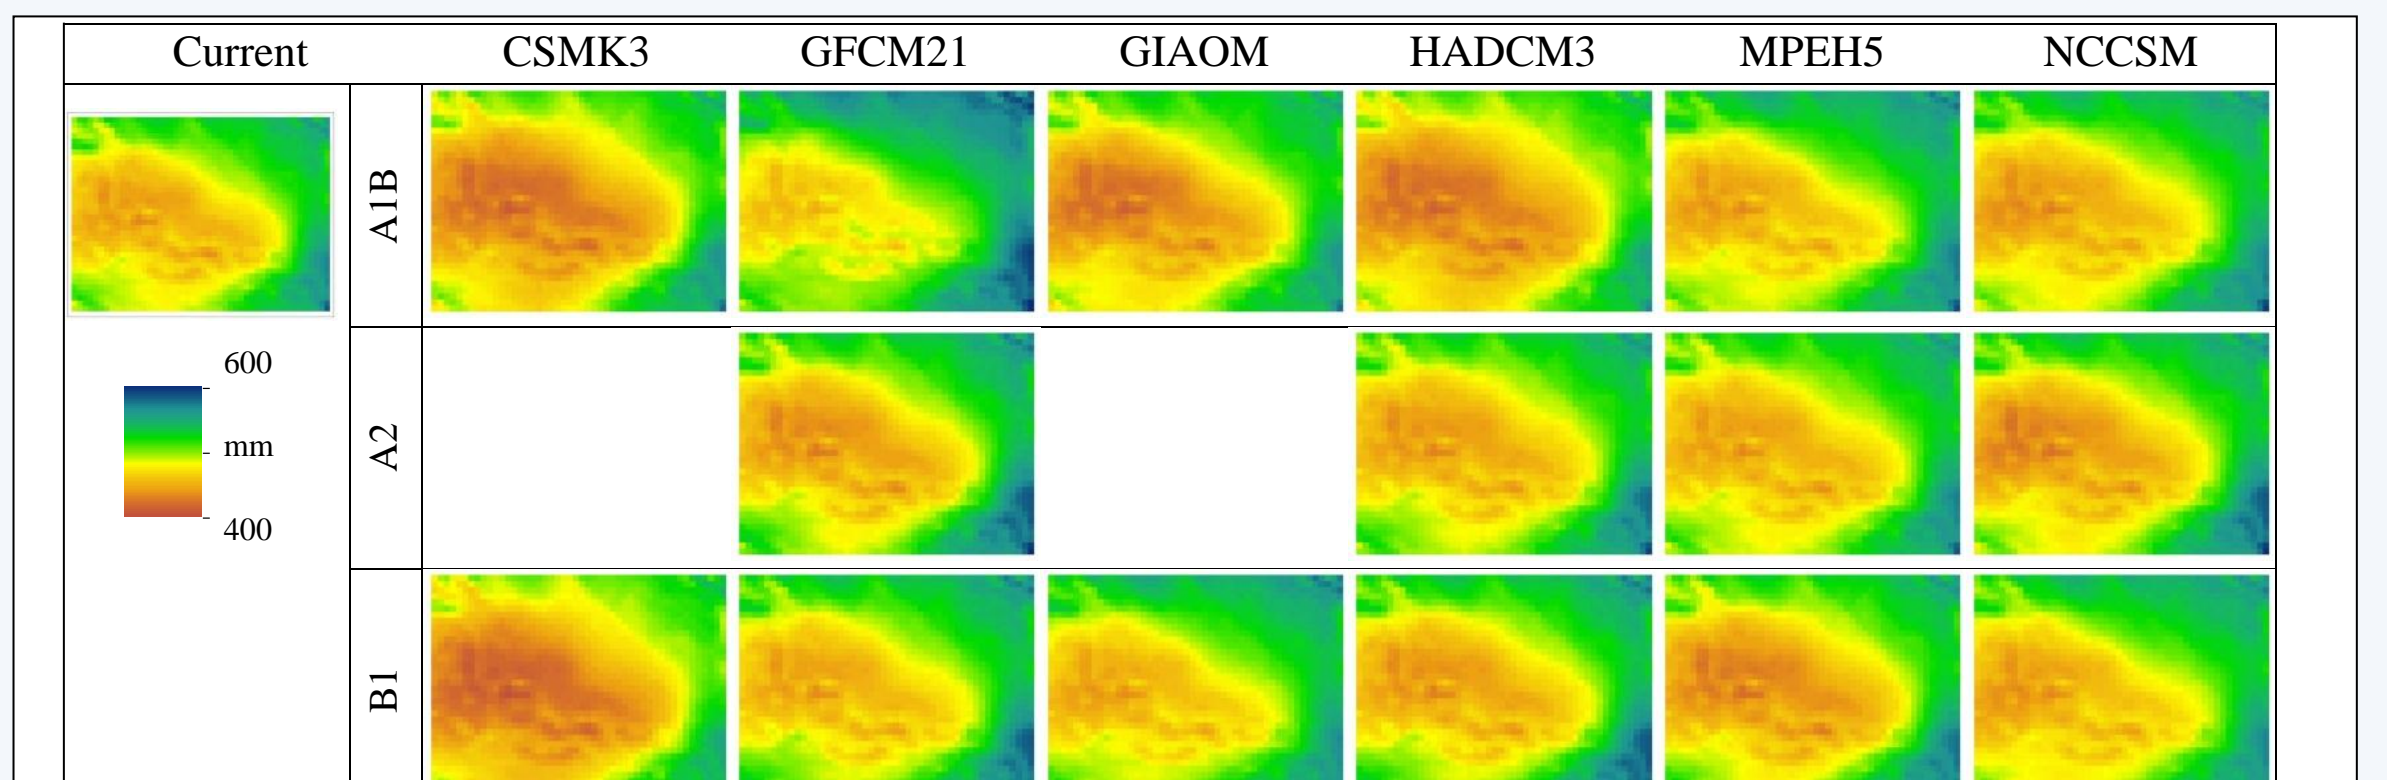 Current CSMK3 GFCM21 GIAOM HADCM3 MPEH5 NCCSM
A1B
600
mm
400
A2
B1